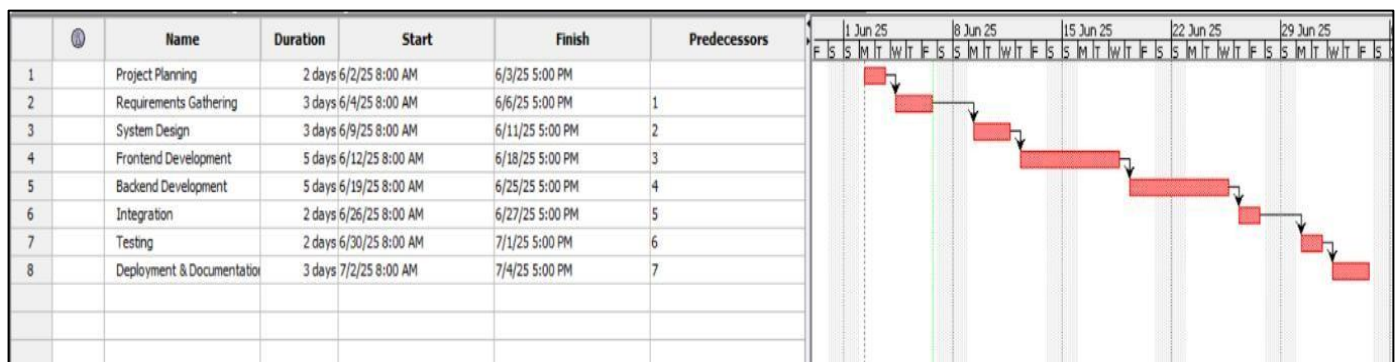 1 Jun 25 8 Jun 25 15 Jun 25 22 Jun 25 29 Jun 25
Name Duration Start Finish Predecessors F S S M T W T F S S M T W T F S S M T W T F S S M T W T F S S M T W T F S
1 Project Planning 2 days 6/2/25 8:00 AM 6/3/25 5:00 PM
2 Requirements Gathering 3 days 6/4/25 8:00 AM 6/6/25 5:00 PM 1
3 System Design 3 days 6/9/25 8:00 AM 6/11/25 5:00 PM 2
4 Frontend Development 5 days 6/12/25 8:00 AM 6/18/25 5:00 PM 3
5 Backend Development 5 days 6/19/25 8:00 AM 6/25/25 5:00 PM 4
6 Integration 2 days 6/26/25 8:00 AM 6/27/25 5:00 PM 5
7 Testing 2 days 6/30/25 8:00 AM 7/1/25 5:00 PM 6
8 Deployment & Documentation 3 days 7/2/25 8:00 AM 7/4/25 5:00 PM 7